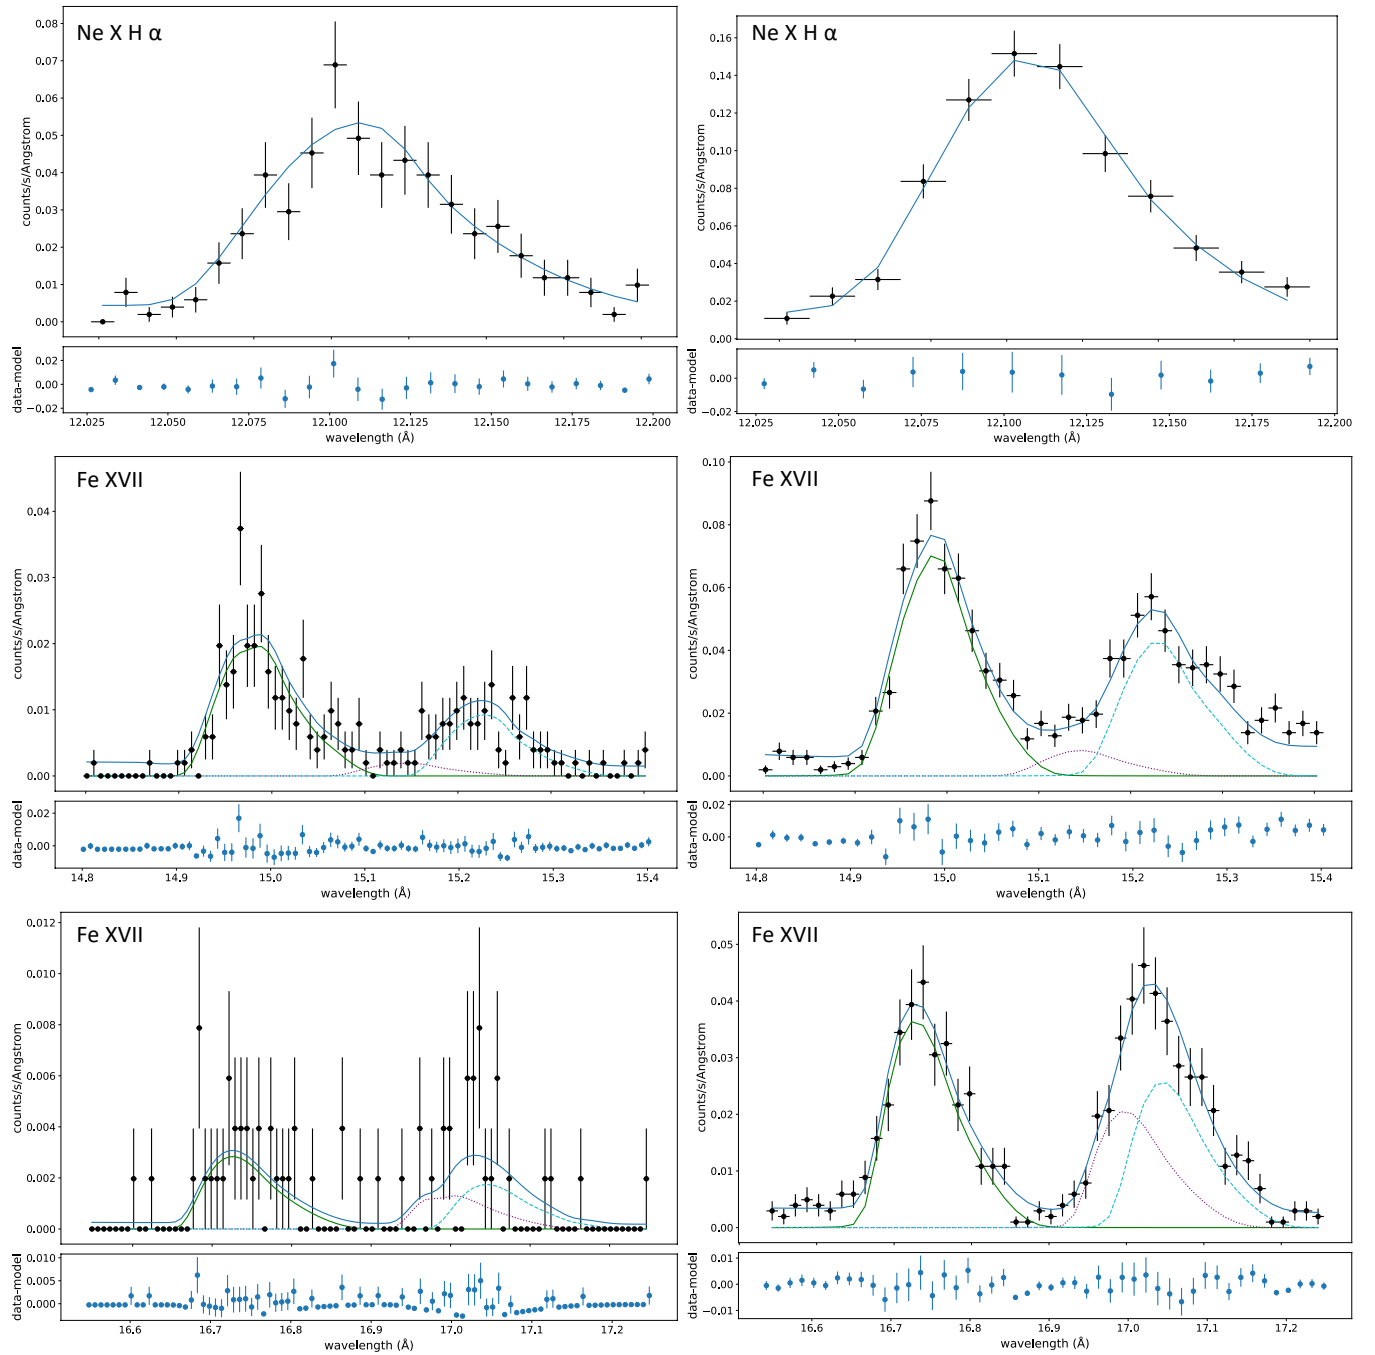 Ne X H α
0.08
0.07
0.06
0.05
0.04
0.03
0.02
0.01
0.00
counts/s/Angstrom
0.02
0.00
−0.02
data-model
12.025 12.050 12.075 12.100 12.125 12.150 12.175 12.200
wavelength (Å)
Ne X H α
0.16
0.14
0.12
0.10
0.08
0.06
0.04
0.02
0.00
counts/s/Angstrom
0.00
−0.02
data-model
12.025 12.050 12.075 12.100 12.125 12.150 12.175 12.200
wavelength (Å)
Fe XVII
0.04
0.03
0.02
0.01
0.00
counts/s/Angstrom
0.02
0.00
data-model
14.8 14.9 15.0 15.1 15.2 15.3 15.4
wavelength (Å)
Fe XVII
0.10
0.08
0.06
0.04
0.02
0.00
counts/s/Angstrom
0.02
0.00
data-model
14.8 14.9 15.0 15.1 15.2 15.3 15.4
wavelength (Å)
Fe XVII
0.012
0.010
0.008
0.006
0.004
0.002
0.000
counts/s/Angstrom
0.010
0.005
0.000
data-model
16.6 16.7 16.8 16.9 17.0 17.1 17.2
wavelength (Å)
Fe XVII
0.05
0.04
0.03
0.02
0.01
0.00
counts/s/Angstrom
0.01
0.00
−0.01
data-model
16.6 16.7 16.8 16.9 17.0 17.1 17.2
wavelength (Å)